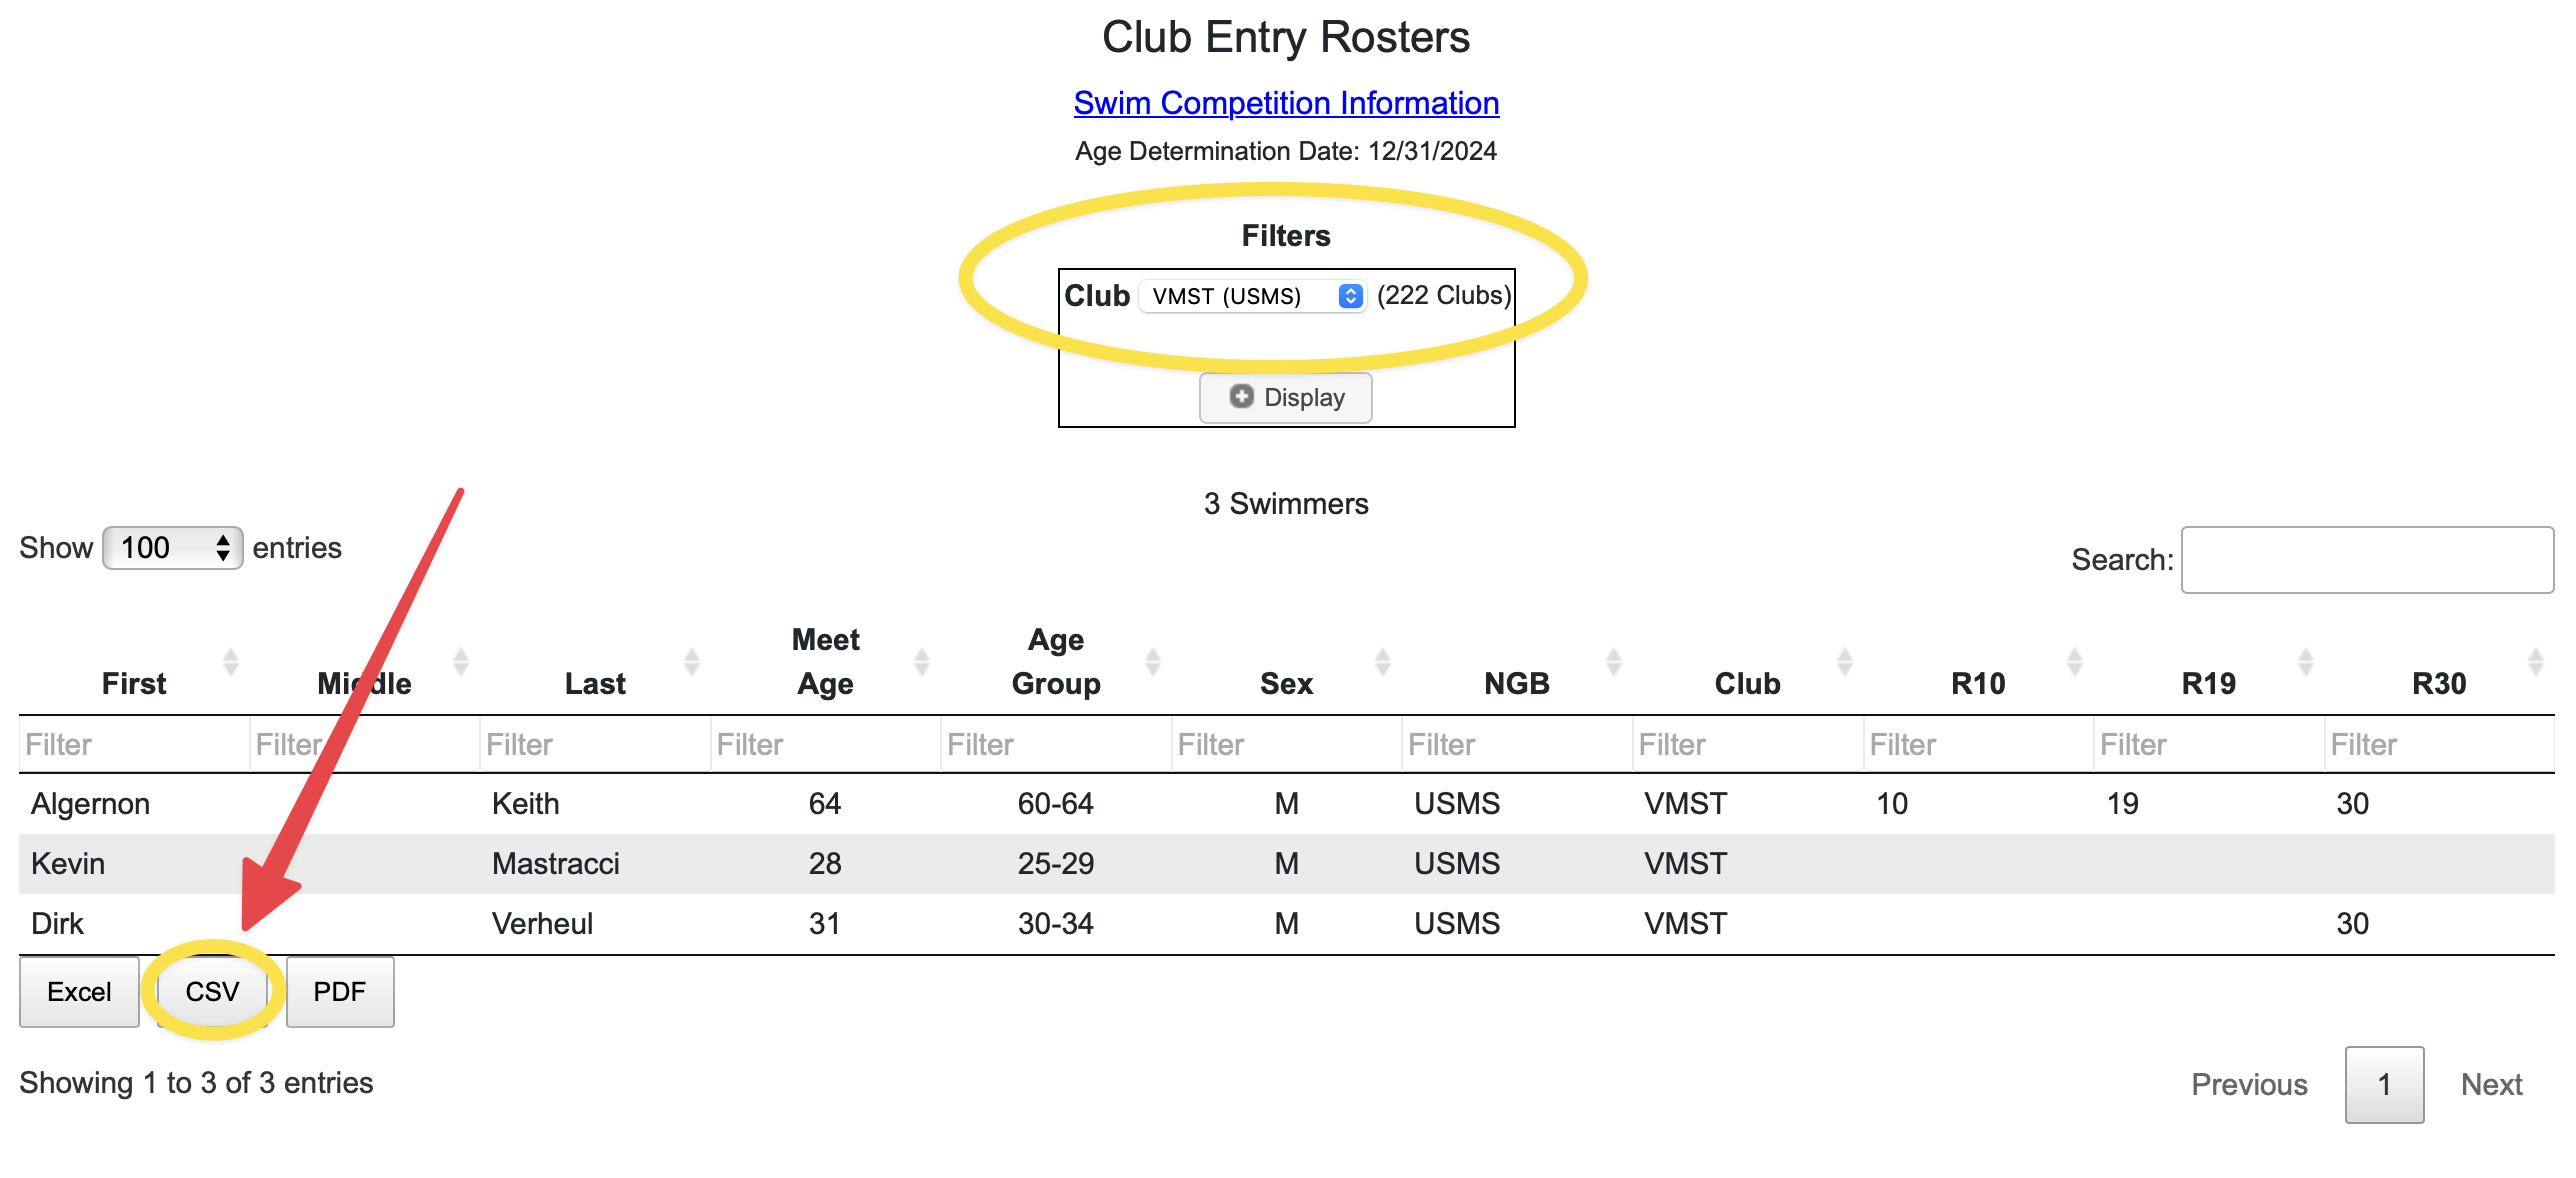 Club Entry Rosters
Swim Competition Information
Age Determination Date: 12/31/2024
Filters
Club VMST (USMS) (222 Clubs)
Display
3 Swimmers
Show 100 entries Search:
First Middle Last Meet Age Age Group Sex NGB Club R10 R19 R30
Filter Filter Filter Filter Filter Filter Filter Filter Filter Filter Filter
Algernon Keith 64 60-64 M USMS VMST 10 19 30
Kevin Mastracci 28 25-29 M USMS VMST
Dirk Verheul 31 30-34 M USMS VMST 30
Excel CSV PDF
Showing 1 to 3 of 3 entries Previous 1 Next